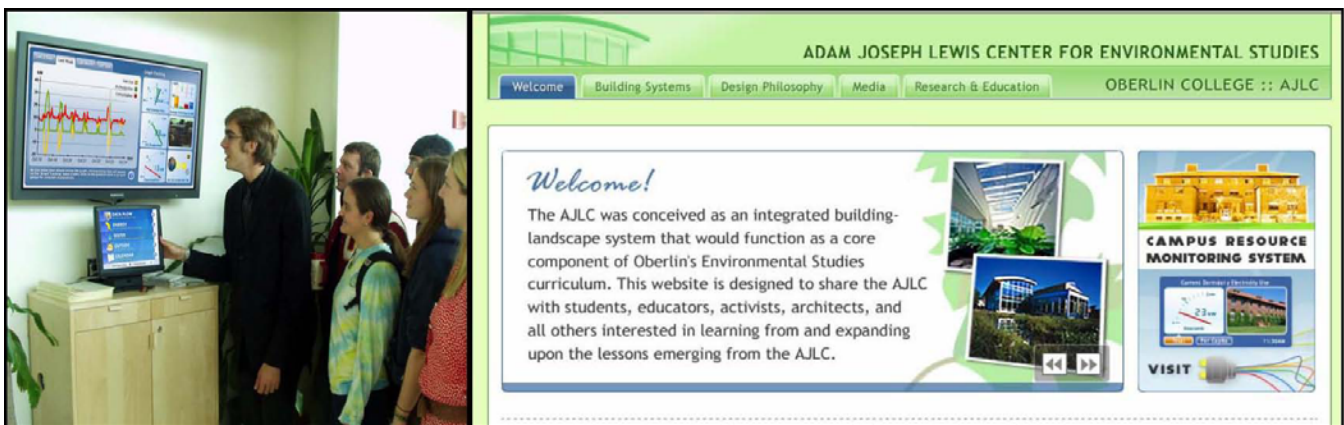 ADAM JOSEPH LEWIS CENTER FOR ENVIRONMENTAL STUDIES
Welcome
Building Systems
Design Philosophy
Media
Research & Education
OBERLIN COLLEGE :: AJLC
Welcome!
The AJLC was conceived as an integrated building-
landscape system that would function as a core
component of Oberlin's Environmental Studies
curriculum. This website is designed to share the AJLC
with students, educators, activists, architects, and
all others interested in learning from and expanding
upon the lessons emerging from the AJLC.
CAMPUS RESOURCE
MONITORING SYSTEM
23
VISIT